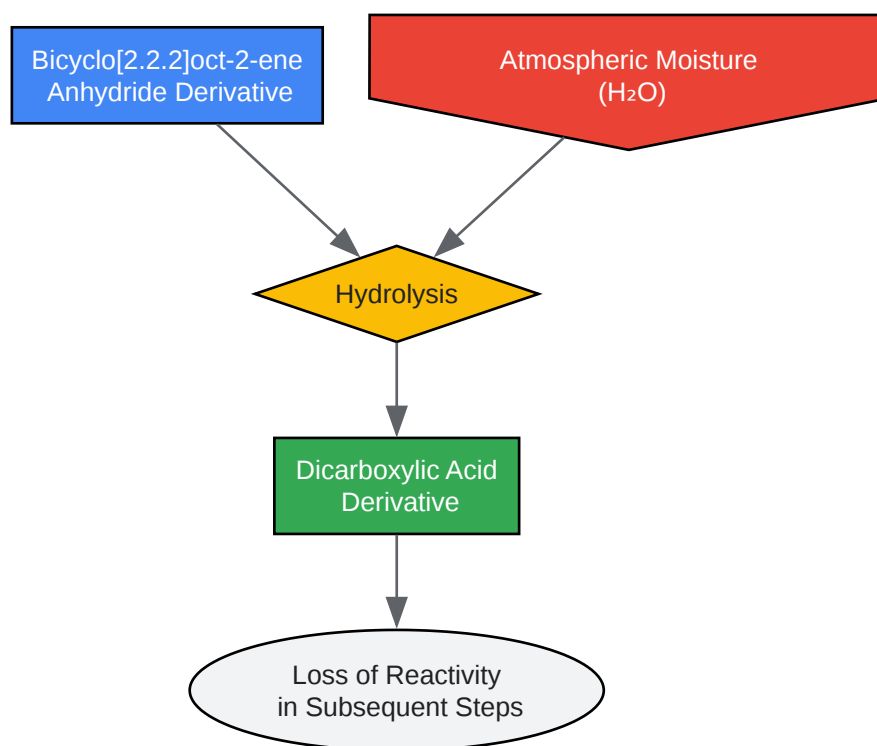 Bicyclo[2.2.2]oct-2-ene
Anhydride Derivative
Atmospheric Moisture
(H₂O)
Hydrolysis
Dicarboxylic Acid
Derivative
Loss of Reactivity
in Subsequent Steps